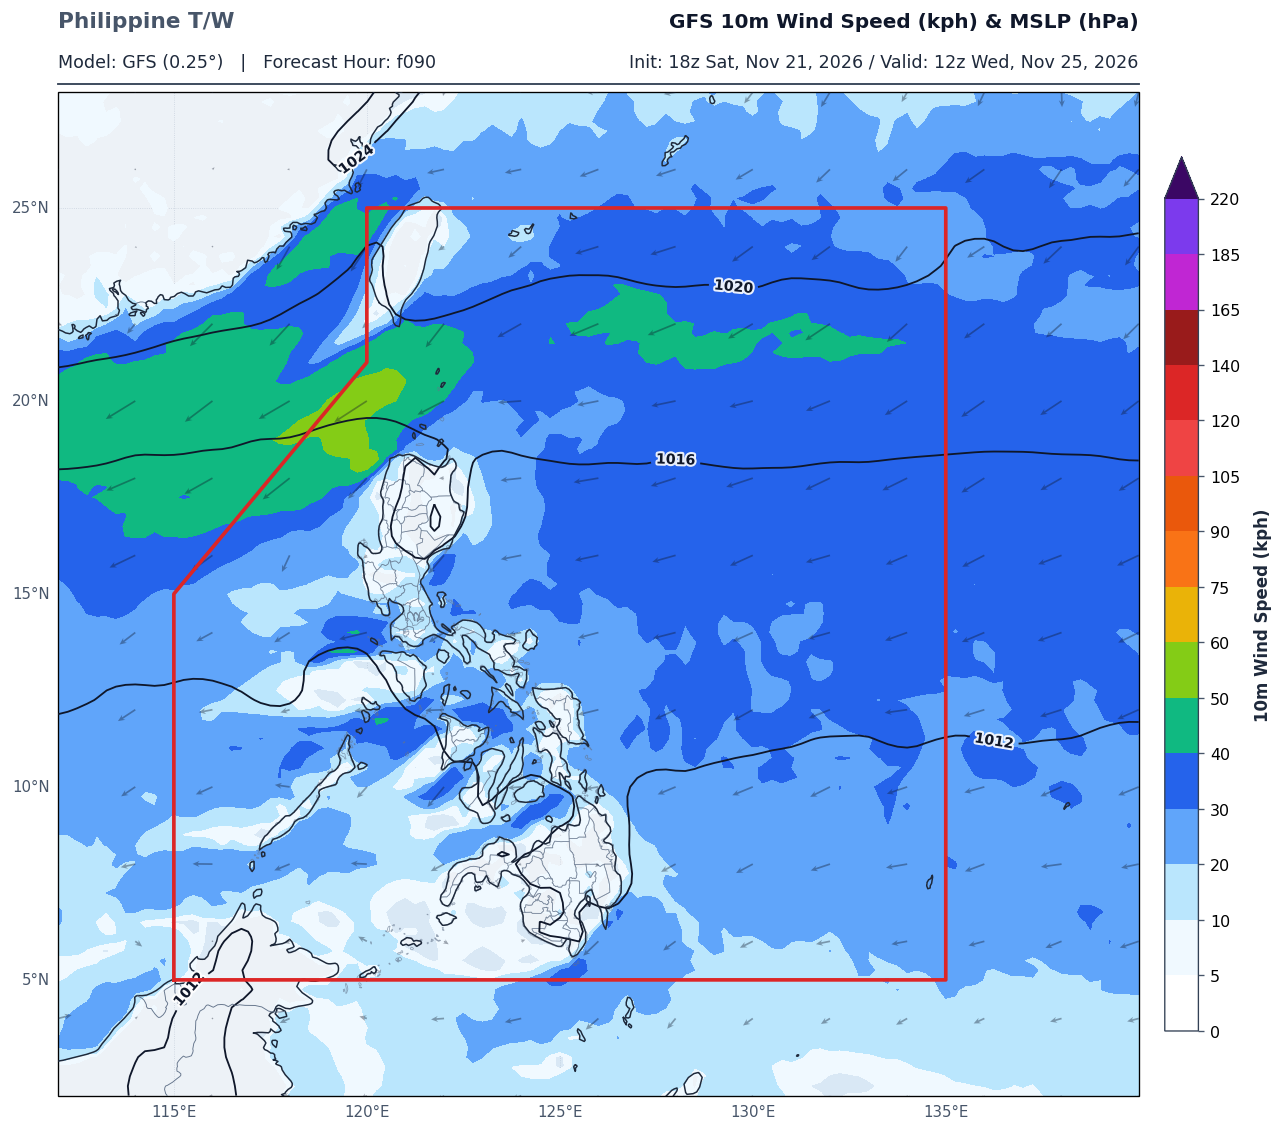 Philippine T/W
GFS 10m Wind Speed (kph) & MSLP (hPa)
Model: GFS (0.25°) | Forecast Hour: f090
Init: 18z Sat, Nov 21, 2026 / Valid: 12z Wed, Nov 25, 2026
1024
1020
1016
1012
1012
25°N
20°N
15°N
10°N
5°N
115°E
120°E
125°E
130°E
135°E
220
185
165
140
120
105
90
75
60
50
40
30
20
10
5
0
10m Wind Speed (kph)